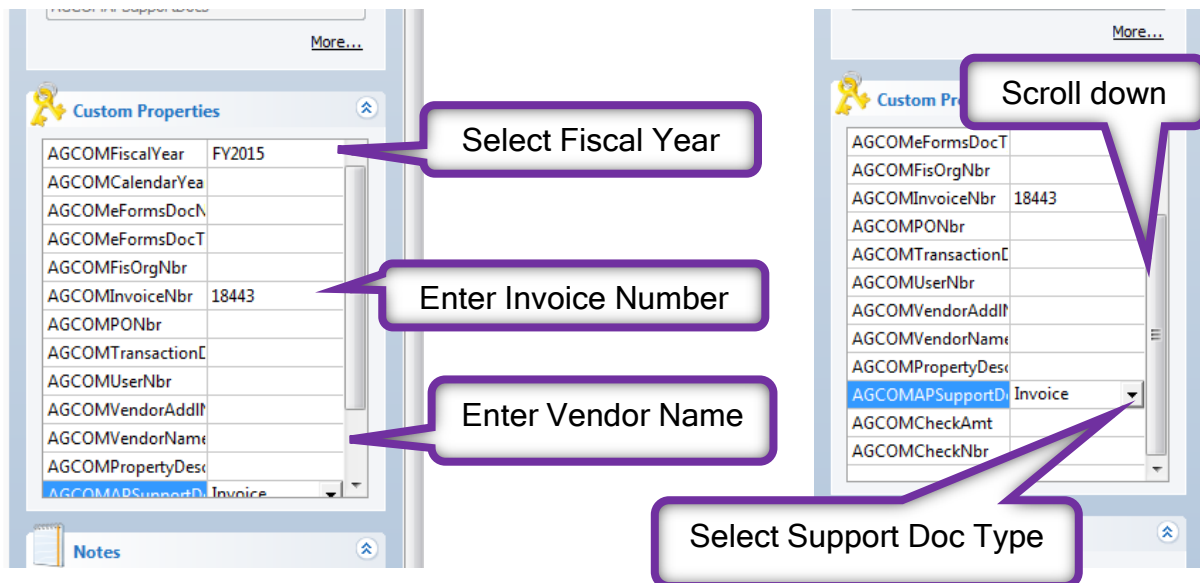 More...
Custom Properties
AGCOMFiscalYear FY2015
AGCOMCalendarYea
AGCOMeFormsDocN
AGCOMeFormsDocT
AGCOMFisOrgNbr
AGCOMInvoiceNbr 18443
AGCOMPONbr
AGCOMTransactionD
AGCOMUserNbr
AGCOMVendorAddlN
AGCOMVendorName
AGCOMPropertyDesc
AGCOMAPSupportD Invoice
Notes
Select Fiscal Year
Enter Invoice Number
Enter Vendor Name
More...
Custom Pr
Scroll down
AGCOMeFormsDocT
AGCOMFisOrgNbr
AGCOMInvoiceNbr 18443
AGCOMPONbr
AGCOMTransactionD
AGCOMUserNbr
AGCOMVendorAddlN
AGCOMVendorName
AGCOMPropertyDesc
AGCOMAPSupportD Invoice
AGCOMCheckAmt
AGCOMCheckNbr
Select Support Doc Type